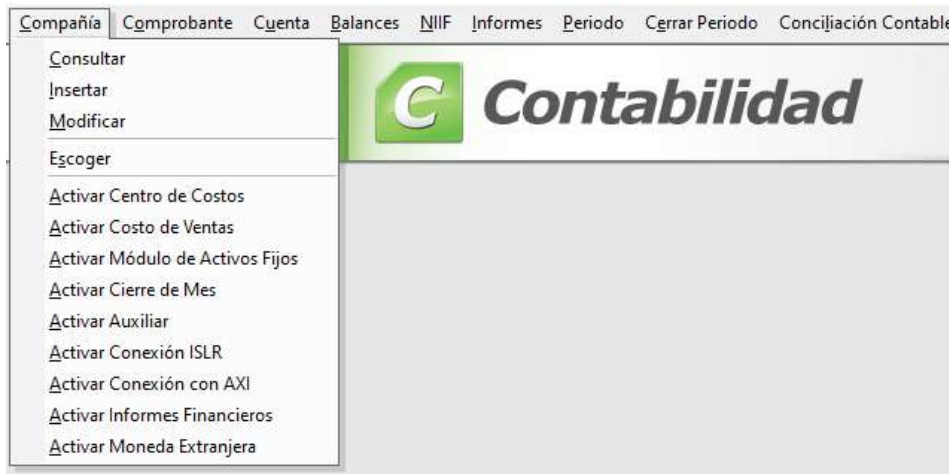 Compañía Comprobante Cuenta Balances NIIF Informes Periodo Cerrar Periodo Conciliación Contable
Consultar
Insertar
Modificar
Escoger
Activar Centro de Costos
Activar Costo de Ventas
Activar Módulo de Activos Fijos
Activar Cierre de Mes
Activar Auxiliar
Activar Conexión ISLR
Activar Conexión con AXI
Activar Informes Financieros
Activar Moneda Extranjera
C Contabilidad